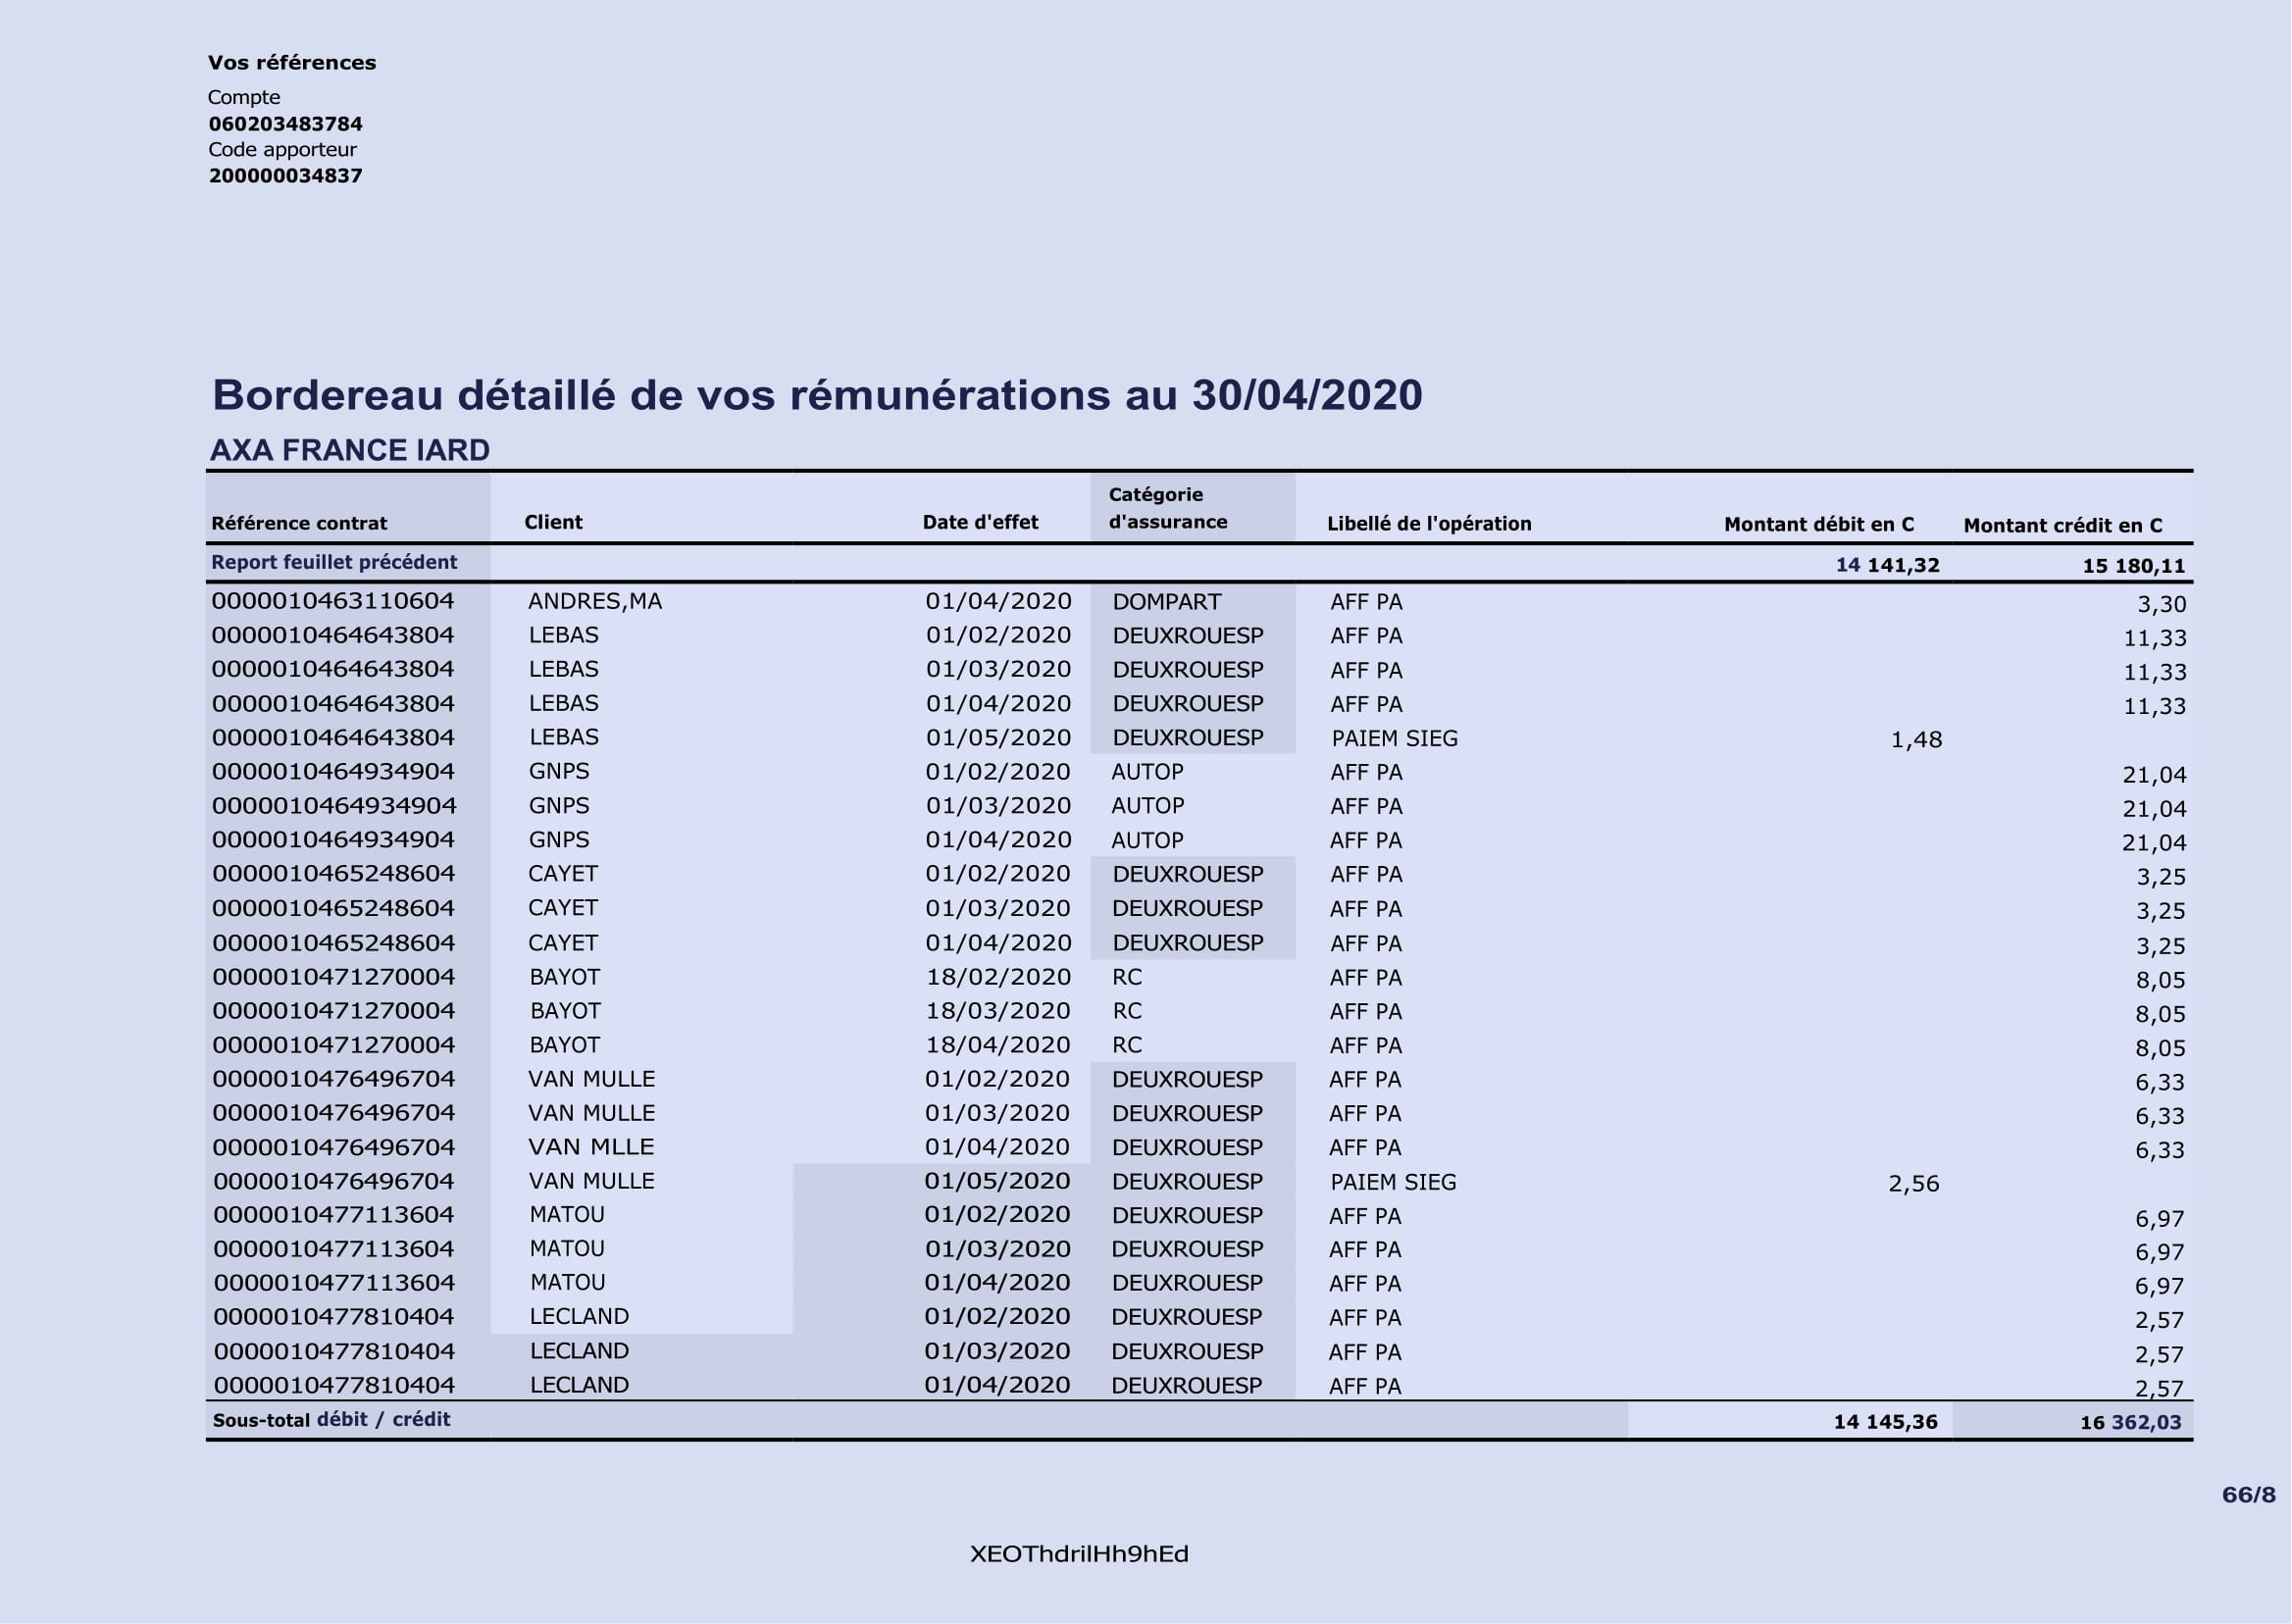 Vos références
Compte
060203483784
Code apporteur
200000034837
Bordereau détaillé de vos rémunérations au 30/04/2020
AXA FRANCE IARD
Référence contrat Client Date d'effet Catégorie d'assurance Libellé de l'opération Montant débit en C Montant crédit en C
Report feuillet précédent 14 141,32 15 180,11
0000010463110604 ANDRES,MA 01/04/2020 DOMPART AFF PA 3,30
0000010464643804 LEBAS 01/02/2020 DEUXROUESP AFF PA 11,33
0000010464643804 LEBAS 01/03/2020 DEUXROUESP AFF PA 11,33
0000010464643804 LEBAS 01/04/2020 DEUXROUESP AFF PA 11,33
0000010464643804 LEBAS 01/05/2020 DEUXROUESP PAIEM SIEG 1,48
0000010464934904 GNPS 01/02/2020 AUTOP AFF PA 21,04
0000010464934904 GNPS 01/03/2020 AUTOP AFF PA 21,04
0000010464934904 GNPS 01/04/2020 AUTOP AFF PA 21,04
0000010465248604 CAYET 01/02/2020 DEUXROUESP AFF PA 3,25
0000010465248604 CAYET 01/03/2020 DEUXROUESP AFF PA 3,25
0000010465248604 CAYET 01/04/2020 DEUXROUESP AFF PA 3,25
0000010471270004 BAYOT 18/02/2020 RC AFF PA 8,05
0000010471270004 BAYOT 18/03/2020 RC AFF PA 8,05
0000010471270004 BAYOT 18/04/2020 RC AFF PA 8,05
0000010476496704 VAN MULLE 01/02/2020 DEUXROUESP AFF PA 6,33
0000010476496704 VAN MULLE 01/03/2020 DEUXROUESP AFF PA 6,33
0000010476496704 VAN MLLE 01/04/2020 DEUXROUESP AFF PA 6,33
0000010476496704 VAN MULLE 01/05/2020 DEUXROUESP PAIEM SIEG 2,56
0000010477113604 MATOU 01/02/2020 DEUXROUESP AFF PA 6,97
0000010477113604 MATOU 01/03/2020 DEUXROUESP AFF PA 6,97
0000010477113604 MATOU 01/04/2020 DEUXROUESP AFF PA 6,97
0000010477810404 LECLAND 01/02/2020 DEUXROUESP AFF PA 2,57
0000010477810404 LECLAND 01/03/2020 DEUXROUESP AFF PA 2,57
0000010477810404 LECLAND 01/04/2020 DEUXROUESP AFF PA 2,57
Sous-total débit / crédit 14 145,36 16 362,03
66/8
XEOThdrilHh9hEd